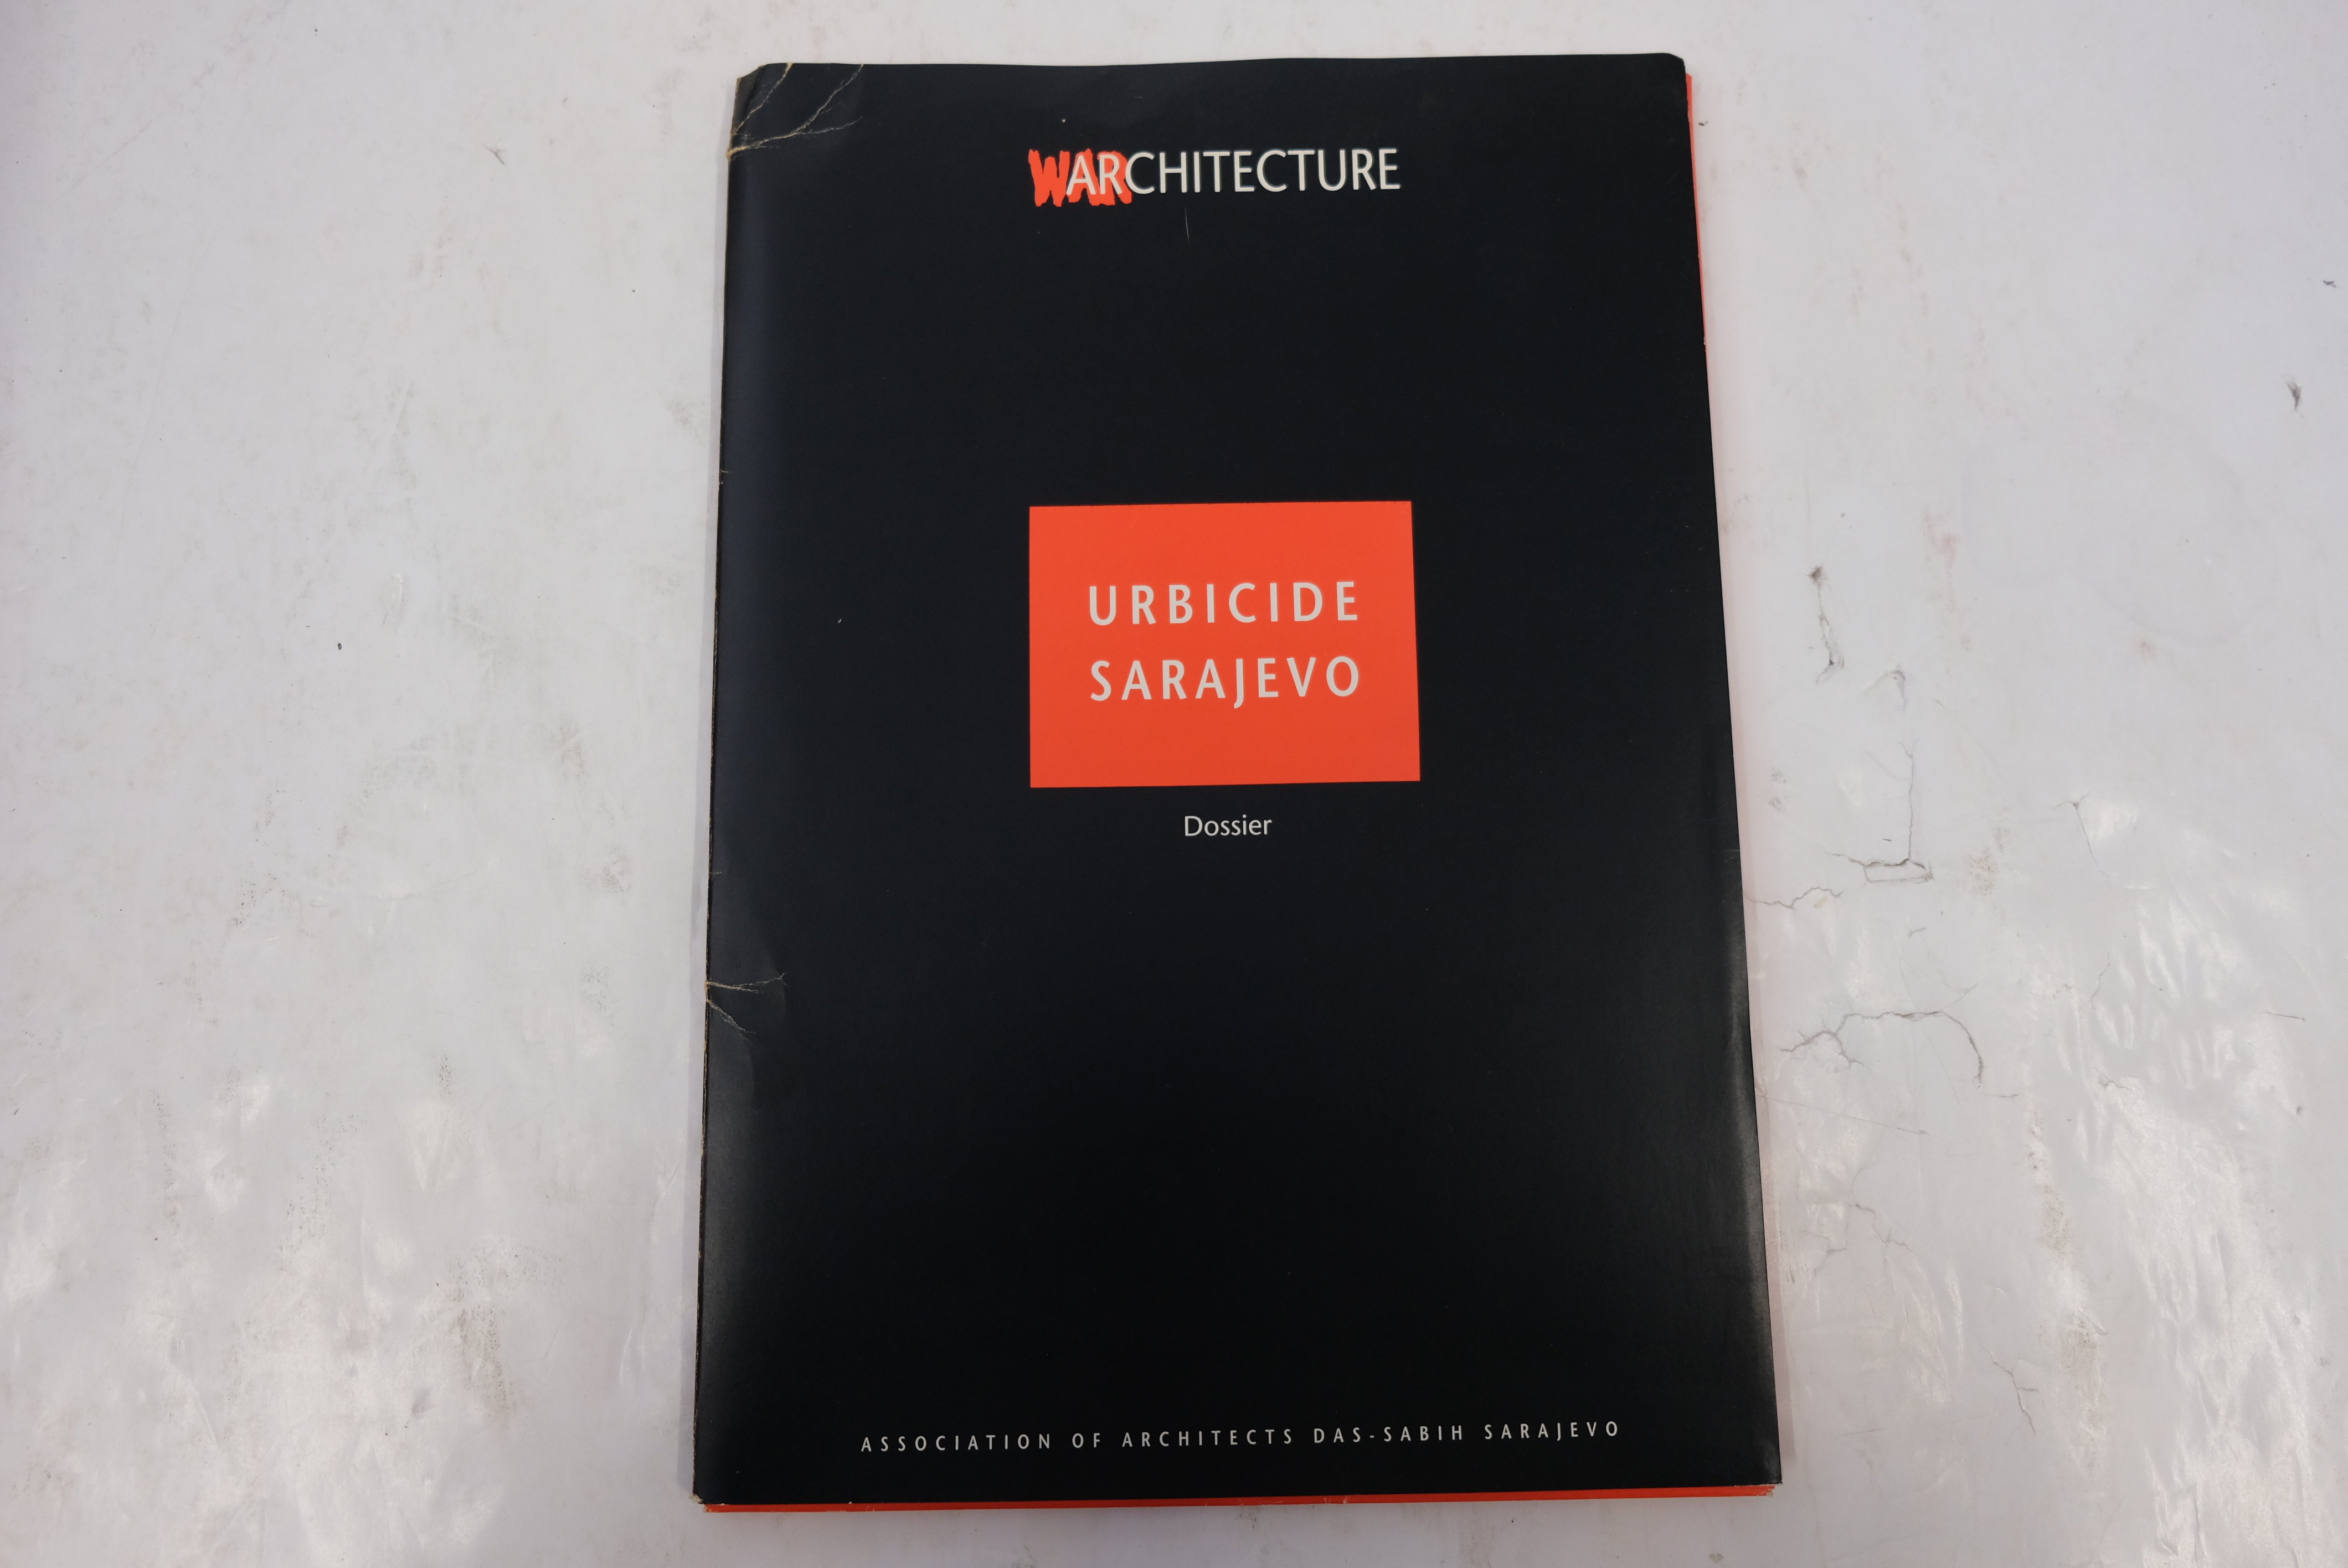 WARCHITECTURE
URBICIDE
SARAJEVO
Dossier
ASSOCIATION OF ARCHITECTS DAS-SABIH SARAJEVO